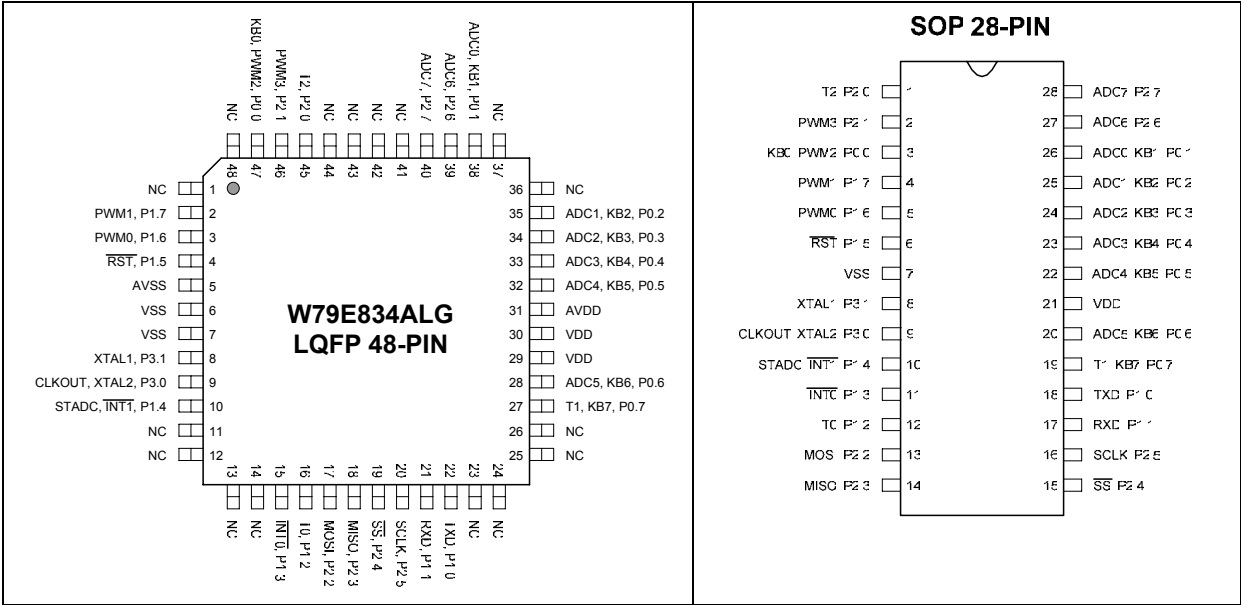 KB0, PWM2, P0.0
PWM3, P2.1
T2, P2.0
ADC7, P2.7
ADC6, P2.6
ADC0, KB1, P0.1
NC
NC
NC
NC
NC
NC
48
47
46
45
44
43
42
41
40
39
38
37
NC 1
PWM1, P1.7 2
PWM0, P1.6 3
RST, P1.5 4
AVSS 5
VSS 6
VSS 7
XTAL1, P3.1 8
CLKOUT, XTAL2, P3.0 9
STADC, INT1, P1.4 10
NC 11
NC 12
W79E834ALG
LQFP 48-PIN
36 NC
35 ADC1, KB2, P0.2
34 ADC2, KB3, P0.3
33 ADC3, KB4, P0.4
32 ADC4, KB5, P0.5
31 AVDD
30 VDD
29 VDD
28 ADC5, KB6, P0.6
27 T1, KB7, P0.7
26 NC
25 NC
13
14
15
16
17
18
19
20
21
22
23
24
NC
NC
INT0, P1.3
T0, P1.2
MOSI, P2.2
MISO, P2.3
SS, P2.4
SCLK, P2.5
RXD, P1.1
TXD, P1.0
NC
NC
SOP 28-PIN
T2 P2.0 1
PWM3 P2.1 2
KB0 PWM2 P0.0 3
PWM1 P1.7 4
PWM0 P1.6 5
RST P1.5 6
VSS 7
XTAL1 P3.1 8
CLKOUT XTAL2 P3.0 9
STADC INT1 P1.4 10
INT0 P1.3 11
T0 P1.2 12
MOSI P2.2 13
MISO P2.3 14
28 ADC7 P2.7
27 ADC6 P2.6
26 ADC0 KB1 P0.1
25 ADC1 KB2 P0.2
24 ADC2 KB3 P0.3
23 ADC3 KB4 P0.4
22 ADC4 KB5 P0.5
21 VDD
20 ADC5 KB6 P0.6
19 T1 KB7 P0.7
18 TXD P1.0
17 RXD P1.1
16 SCLK P2.5
15 SS P2.4